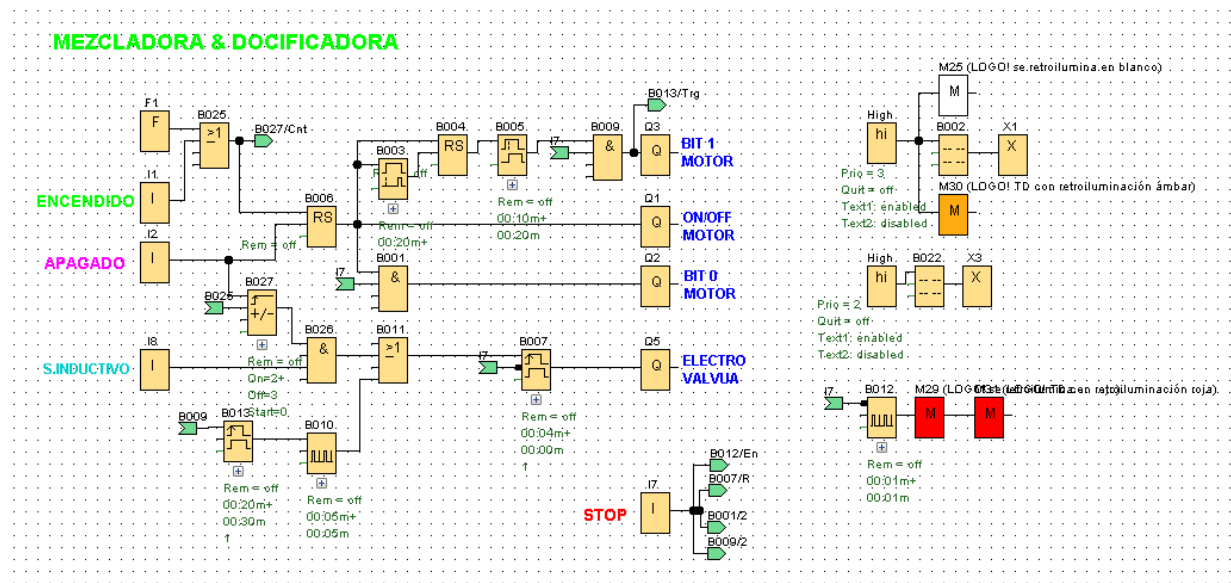 MEZCLADORA & DOCIFICADORA
M25 (LOGO! se retroilumina en blanco)
M
F1
F
B025
>1
B027/Cnt
B013/Trg
High
hi
B002
X1
X
B003
Rem = off
B004
RS
B005
I7
B009
&
Q3
Q
BIT 1
MOTOR
Prio = 3
Quit = off
Text1: enabled
Text2: disabled
M30 (LOGO! TD con retroiluminación ámbar)
M
I1
I
ENCENDIDO
B006
RS
Rem = off
Rem = off
00:20m+
Rem = off
00:10m+
00:20m
Q1
Q
ON/OFF
MOTOR
I2
I
APAGADO
I7
B001
&
Q2
Q
BIT 0
MOTOR
High
hi
B022
X3
X
Prio = 2
Quit = off
Text1: enabled
Text2: disabled
B025
B027
+/-
Rem = off
On=2+
Off=3
Start=0
B026
&
B011
>1
I8
I
S.INDUCTIVO
I7
B007
Rem = off
00:04m+
00:00m
↑
Q5
Q
ELECTRO
VALVUA
I7
B012
M29 (LOGO!
M
M
retroiluminación roja)
Rem = off
00:01m+
00:01m
B009
B013
Rem = off
00:20m+
00:30m
↑
B010
Rem = off
00:05m+
00:05m
STOP
I7
I
B012/En
B007/R
B001/2
B009/2